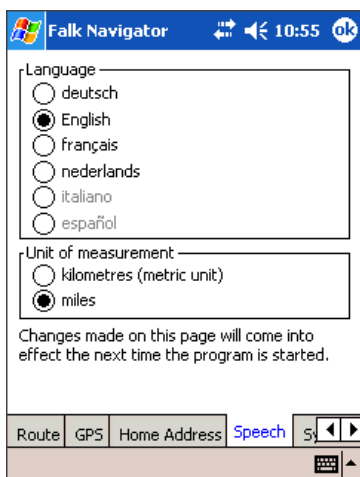 Falk Navigator 10:55 ok
Language
deutsch
English
français
nederlands
italiano
español
Unit of measurement
kilometres (metric unit)
miles
Changes made on this page will come into
effect the next time the program is started.
Route GPS Home Address Speech Sy